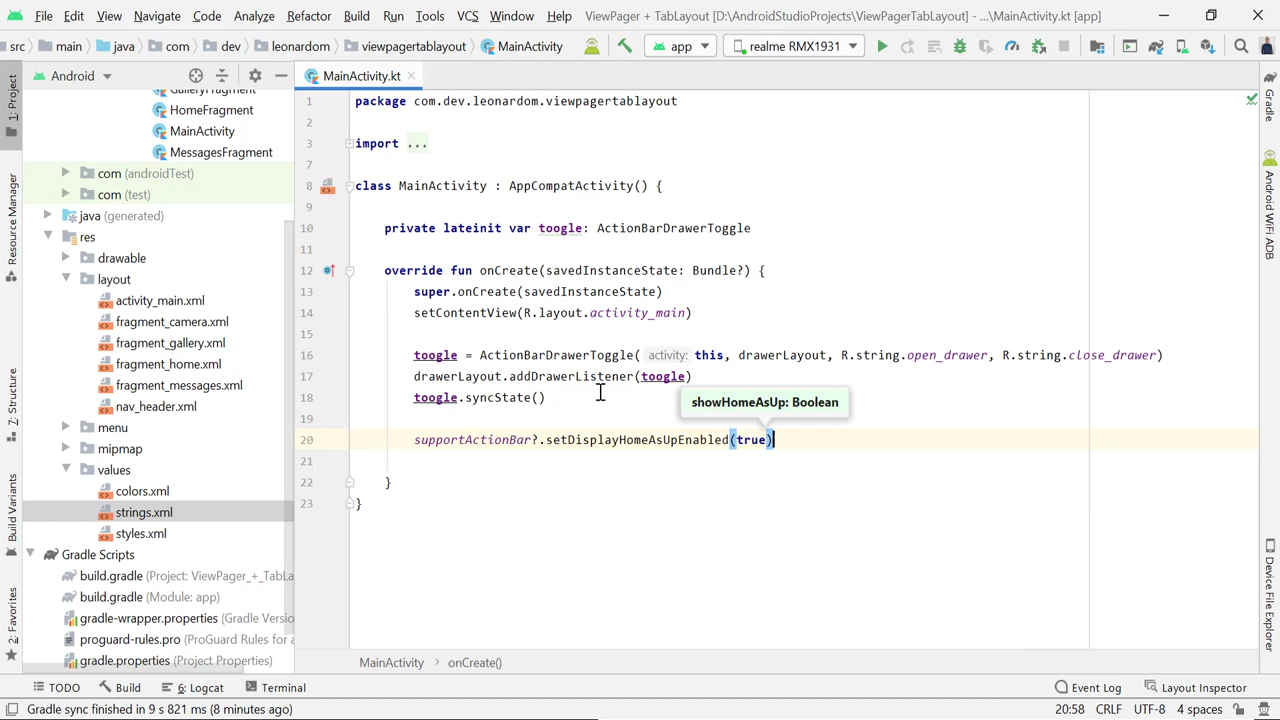 File Edit View Navigate Code Analyze Refactor Build Run Tools VCS Window Help ViewPager + TabLayout [D:\AndroidStudioProjects\ViewPagerTabLayout] - ...\MainActivity.kt [app]
src main java com dev leonardom viewpagertablayout MainActivity app realme RMX1931
1: Project
Resource Manager
Z: Structure
Build Variants
2: Favorites
Android
GalleryFragment
HomeFragment
MainActivity
MessagesFragment
com (androidTest)
com (test)
java (generated)
res
drawable
layout
activity_main.xml
fragment_camera.xml
fragment_gallery.xml
fragment_home.xml
fragment_messages.xml
nav_header.xml
menu
mipmap
values
colors.xml
strings.xml
styles.xml
Gradle Scripts
build.gradle (Project: ViewPager_+_TabLa
build.gradle (Module: app)
gradle-wrapper.properties (Gradle Versio
proguard-rules.pro (ProGuard Rules for a
gradle.properties (Project Properties)
MainActivity.kt
1 package com.dev.leonardom.viewpagertablayout
2
3 import ...
7
8 class MainActivity : AppCompatActivity() {
9
10 private lateinit var toogle: ActionBarDrawerToggle
11
12 override fun onCreate(savedInstanceState: Bundle?) {
13 super.onCreate(savedInstanceState)
14 setContentView(R.layout.activity_main)
15
16 toogle = ActionBarDrawerToggle( activity: this, drawerLayout, R.string.open_drawer, R.string.close_drawer)
17 drawerLayout.addDrawerListener(toogle)
18 toogle.syncState()
showHomeAsUp: Boolean
19
20 supportActionBar?.setDisplayHomeAsUpEnabled(true)
21
22 }
23 }
MainActivity › onCreate()
Gradle
Android WiFi ADB
Device File Explorer
TODO Build 6: Logcat Terminal Event Log Layout Inspector
Gradle sync finished in 9 s 821 ms (8 minutes ago) 20:58 CRLF UTF-8 4 spaces